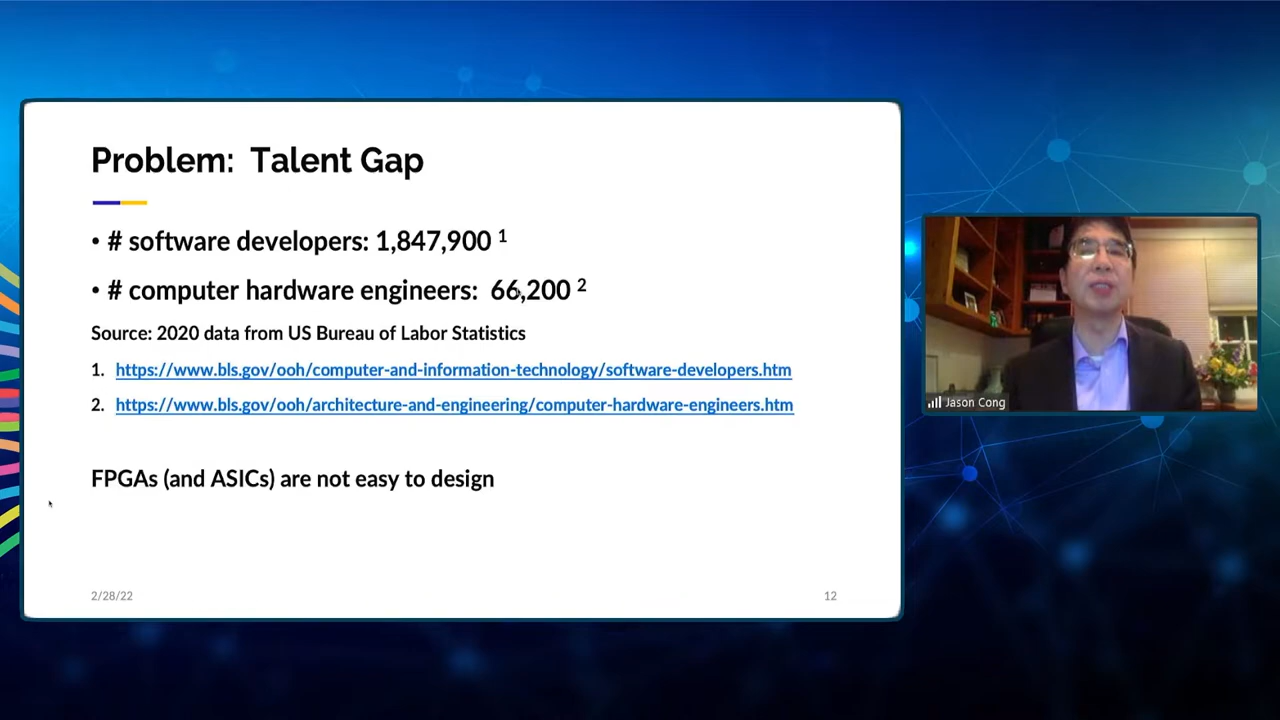 Problem: Talent Gap
• # software developers: 1,847,900 1
• # computer hardware engineers: 66,200 2
Source: 2020 data from US Bureau of Labor Statistics
1. https://www.bls.gov/ooh/computer-and-information-technology/software-developers.htm
2. https://www.bls.gov/ooh/architecture-and-engineering/computer-hardware-engineers.htm
FPGAs (and ASICs) are not easy to design
2/28/22 12
Jason Cong